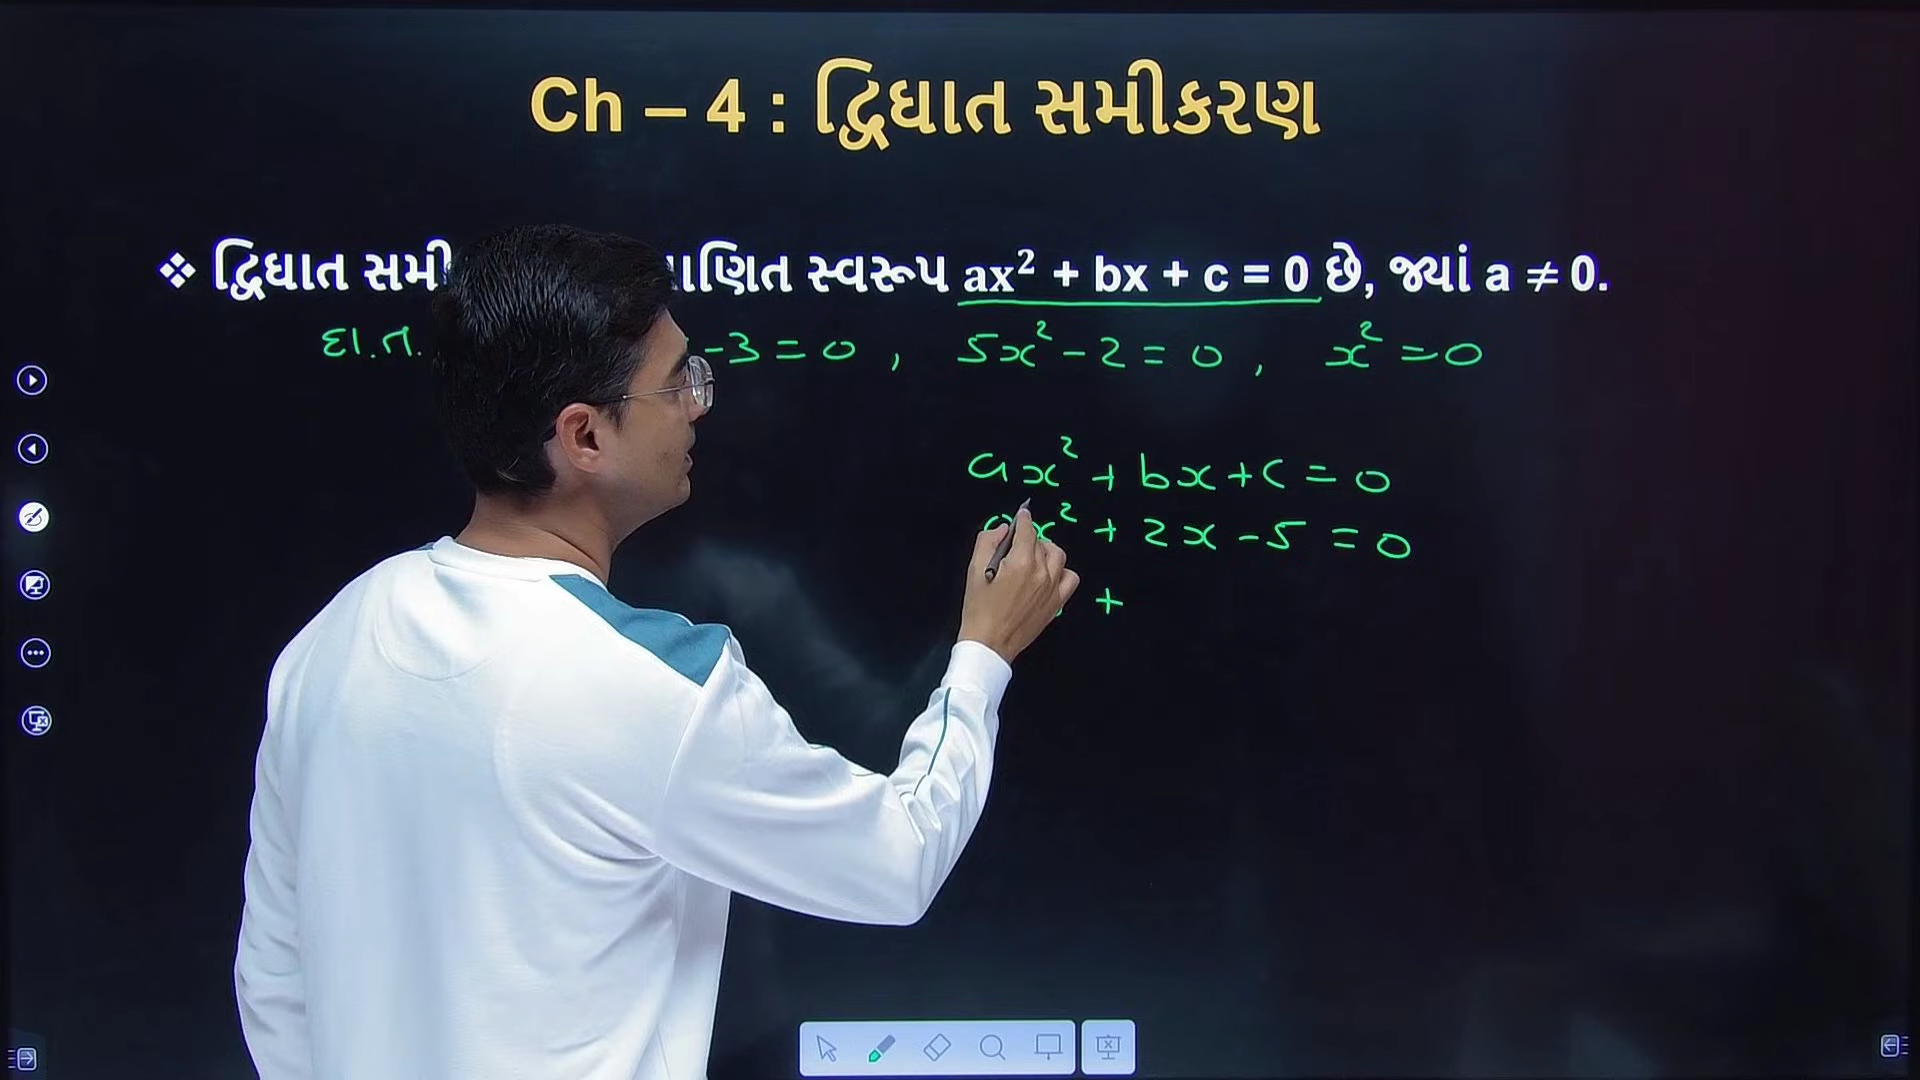 Ch – 4 : દ્વિઘાત સમીકરણ
❖ દ્વિઘાત સ્વરૂપ ax² + bx + c = 0 છે, જ્યાં a ≠ 0.
દા.ત. -3 = 0 , 5x² - 2 = 0 , x² = 0
ax² + bx + c = 0
0x² + 2x - 5 = 0
+